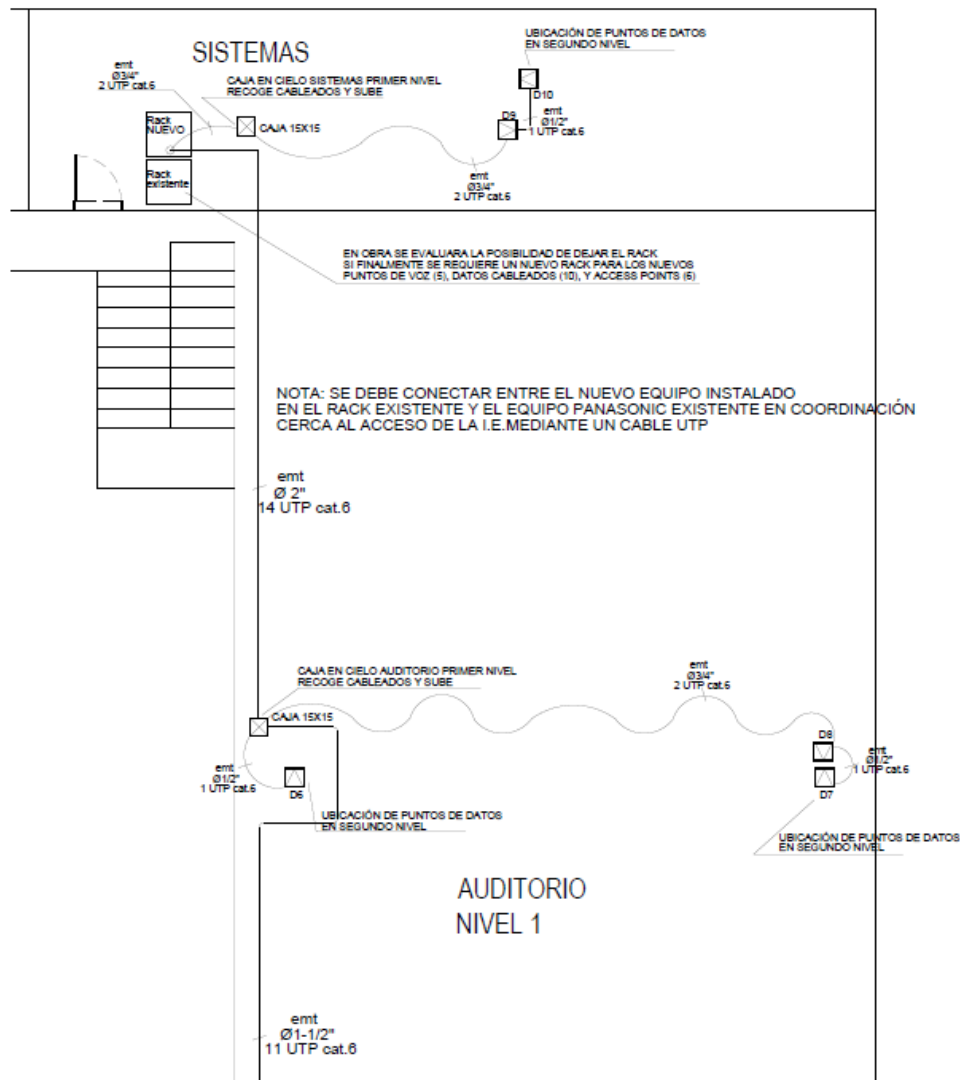 SISTEMAS
UBICACIÓN DE PUNTOS DE DATOS
EN SEGUNDO NIVEL
emt
Ø3/4"
2 UTP cat.6
CAJA EN CIELO SISTEMAS PRIMER NIVEL
RECOGE CABLEADOS Y SUBE
D10
Rack
NUEVO
CAJA 15X15
D9
emt
Ø1/2"
1 UTP cat.6
Rack
existente
emt
Ø3/4"
2 UTP cat.6
EN OBRA SE EVALUARA LA POSIBILIDAD DE DEJAR EL RACK
SI FINALMENTE SE REQUIERE UN NUEVO RACK PARA LOS NUEVOS
PUNTOS DE VOZ (5), DATOS CABLEADOS (10), Y ACCESS POINTS (6)
NOTA: SE DEBE CONECTAR ENTRE EL NUEVO EQUIPO INSTALADO
EN EL RACK EXISTENTE Y EL EQUIPO PANASONIC EXISTENTE EN COORDINACIÓN
CERCA AL ACCESO DE LA I.E.MEDIANTE UN CABLE UTP
emt
Ø 2"
14 UTP cat.6
CAJA EN CIELO AUDITORIO PRIMER NIVEL
RECOGE CABLEADOS Y SUBE
emt
Ø3/4"
2 UTP cat.6
CAJA 15X15
D8
emt
Ø1/2"
1 UTP cat.6
emt
Ø1/2"
1 UTP cat.6
D6
D7
UBICACIÓN DE PUNTOS DE DATOS
EN SEGUNDO NIVEL
UBICACIÓN DE PUNTOS DE DATOS
EN SEGUNDO NIVEL
AUDITORIO
NIVEL 1
emt
Ø1-1/2"
11 UTP cat.6